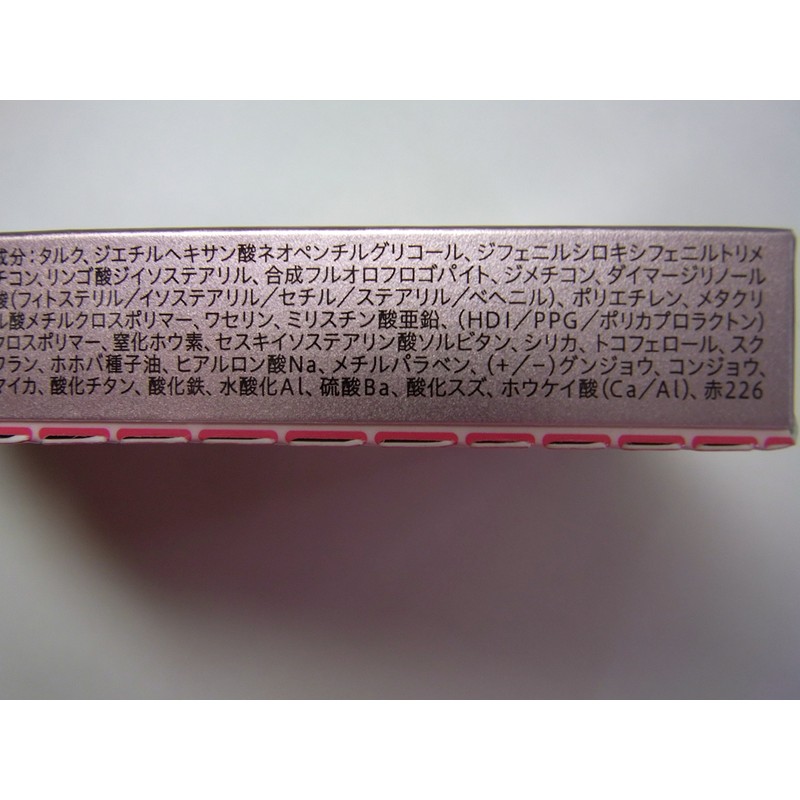 成分：タルク、ジエチルヘキサン酸ネオペンチルグリコール、ジフェニルシロキシフェニルトリメ
チコン、リンゴ酸ジイソステアリル、合成フルオロフロゴパイト、ジメチコン、ダイマージリノール
酸(フィトステリル／イソステアリル／セチル／ステアリル／ベヘニル)、ポリエチレン、メタクリ
ル酸メチルクロスポリマー、ワセリン、ミリスチン酸亜鉛、(HDI／PPG／ポリカプロラクトン)
クロスポリマー、窒化ホウ素、セスキイソステアリン酸ソルビタン、シリカ、トコフェロール、スク
ワラン、ホホバ種子油、ヒアルロン酸Na、メチルパラベン、(+／−)グンジョウ、コンジョウ、
マイカ、酸化チタン、酸化鉄、水酸化Al、硫酸Ba、酸化スズ、ホウケイ酸(Ca／Al)、赤226